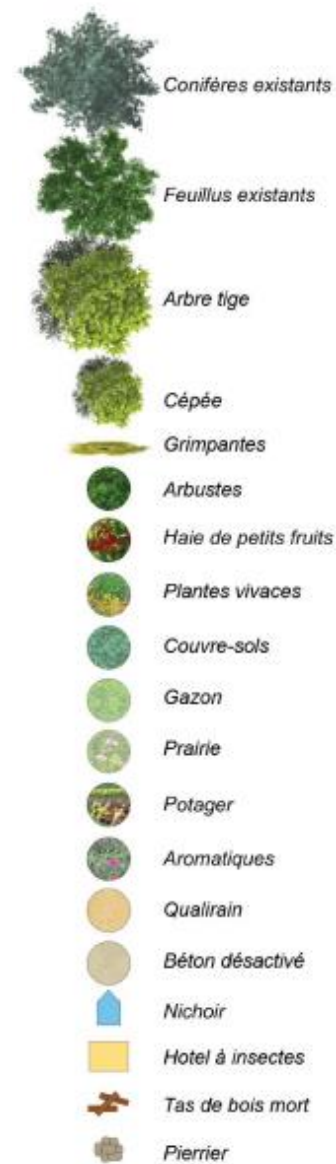 Conifères existants
Feuillus existants
Arbre tige
Cépée
Grimpantes
Arbustes
Haie de petits fruits
Plantes vivaces
Couvre-sols
Gazon
Prairie
Potager
Aromatiques
Qualirain
Béton désactivé
Nichoir
Hotel à insectes
Tas de bois mort
Pierrier